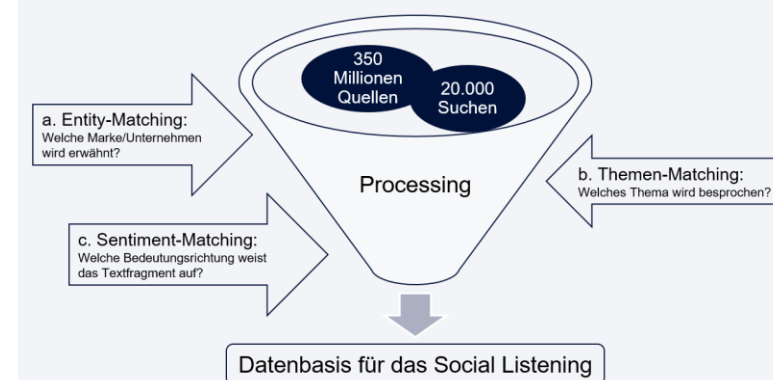 350
Millionen
Quellen
20.000
Suchen
a. Entity-Matching:
Welche Marke/Unternehmen
wird erwähnt?
Processing
b. Themen-Matching:
Welches Thema wird besprochen?
c. Sentiment-Matching:
Welche Bedeutungsrichtung weist
das Textfragment auf?
Datenbasis für das Social Listening